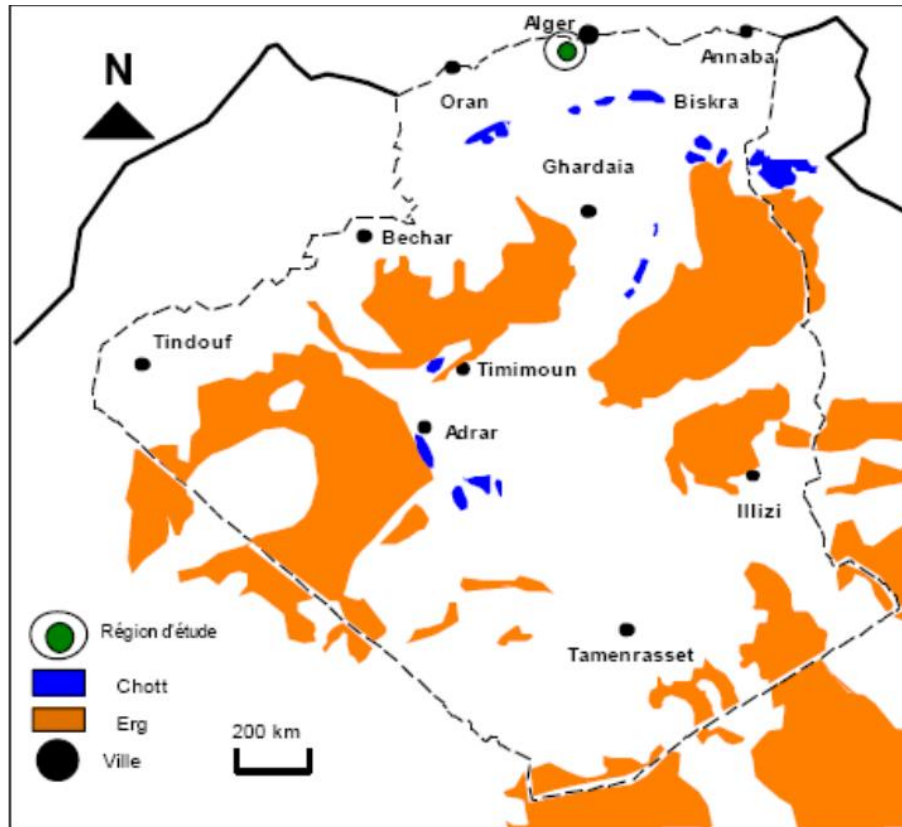 Alger
N
Annaba
Oran
Biskra
Ghardaia
Bechar
Tindouf
Timimoun
Adrar
Illizi
Région d'étude
Tamenrasset
Chott
Erg
200 km
Ville